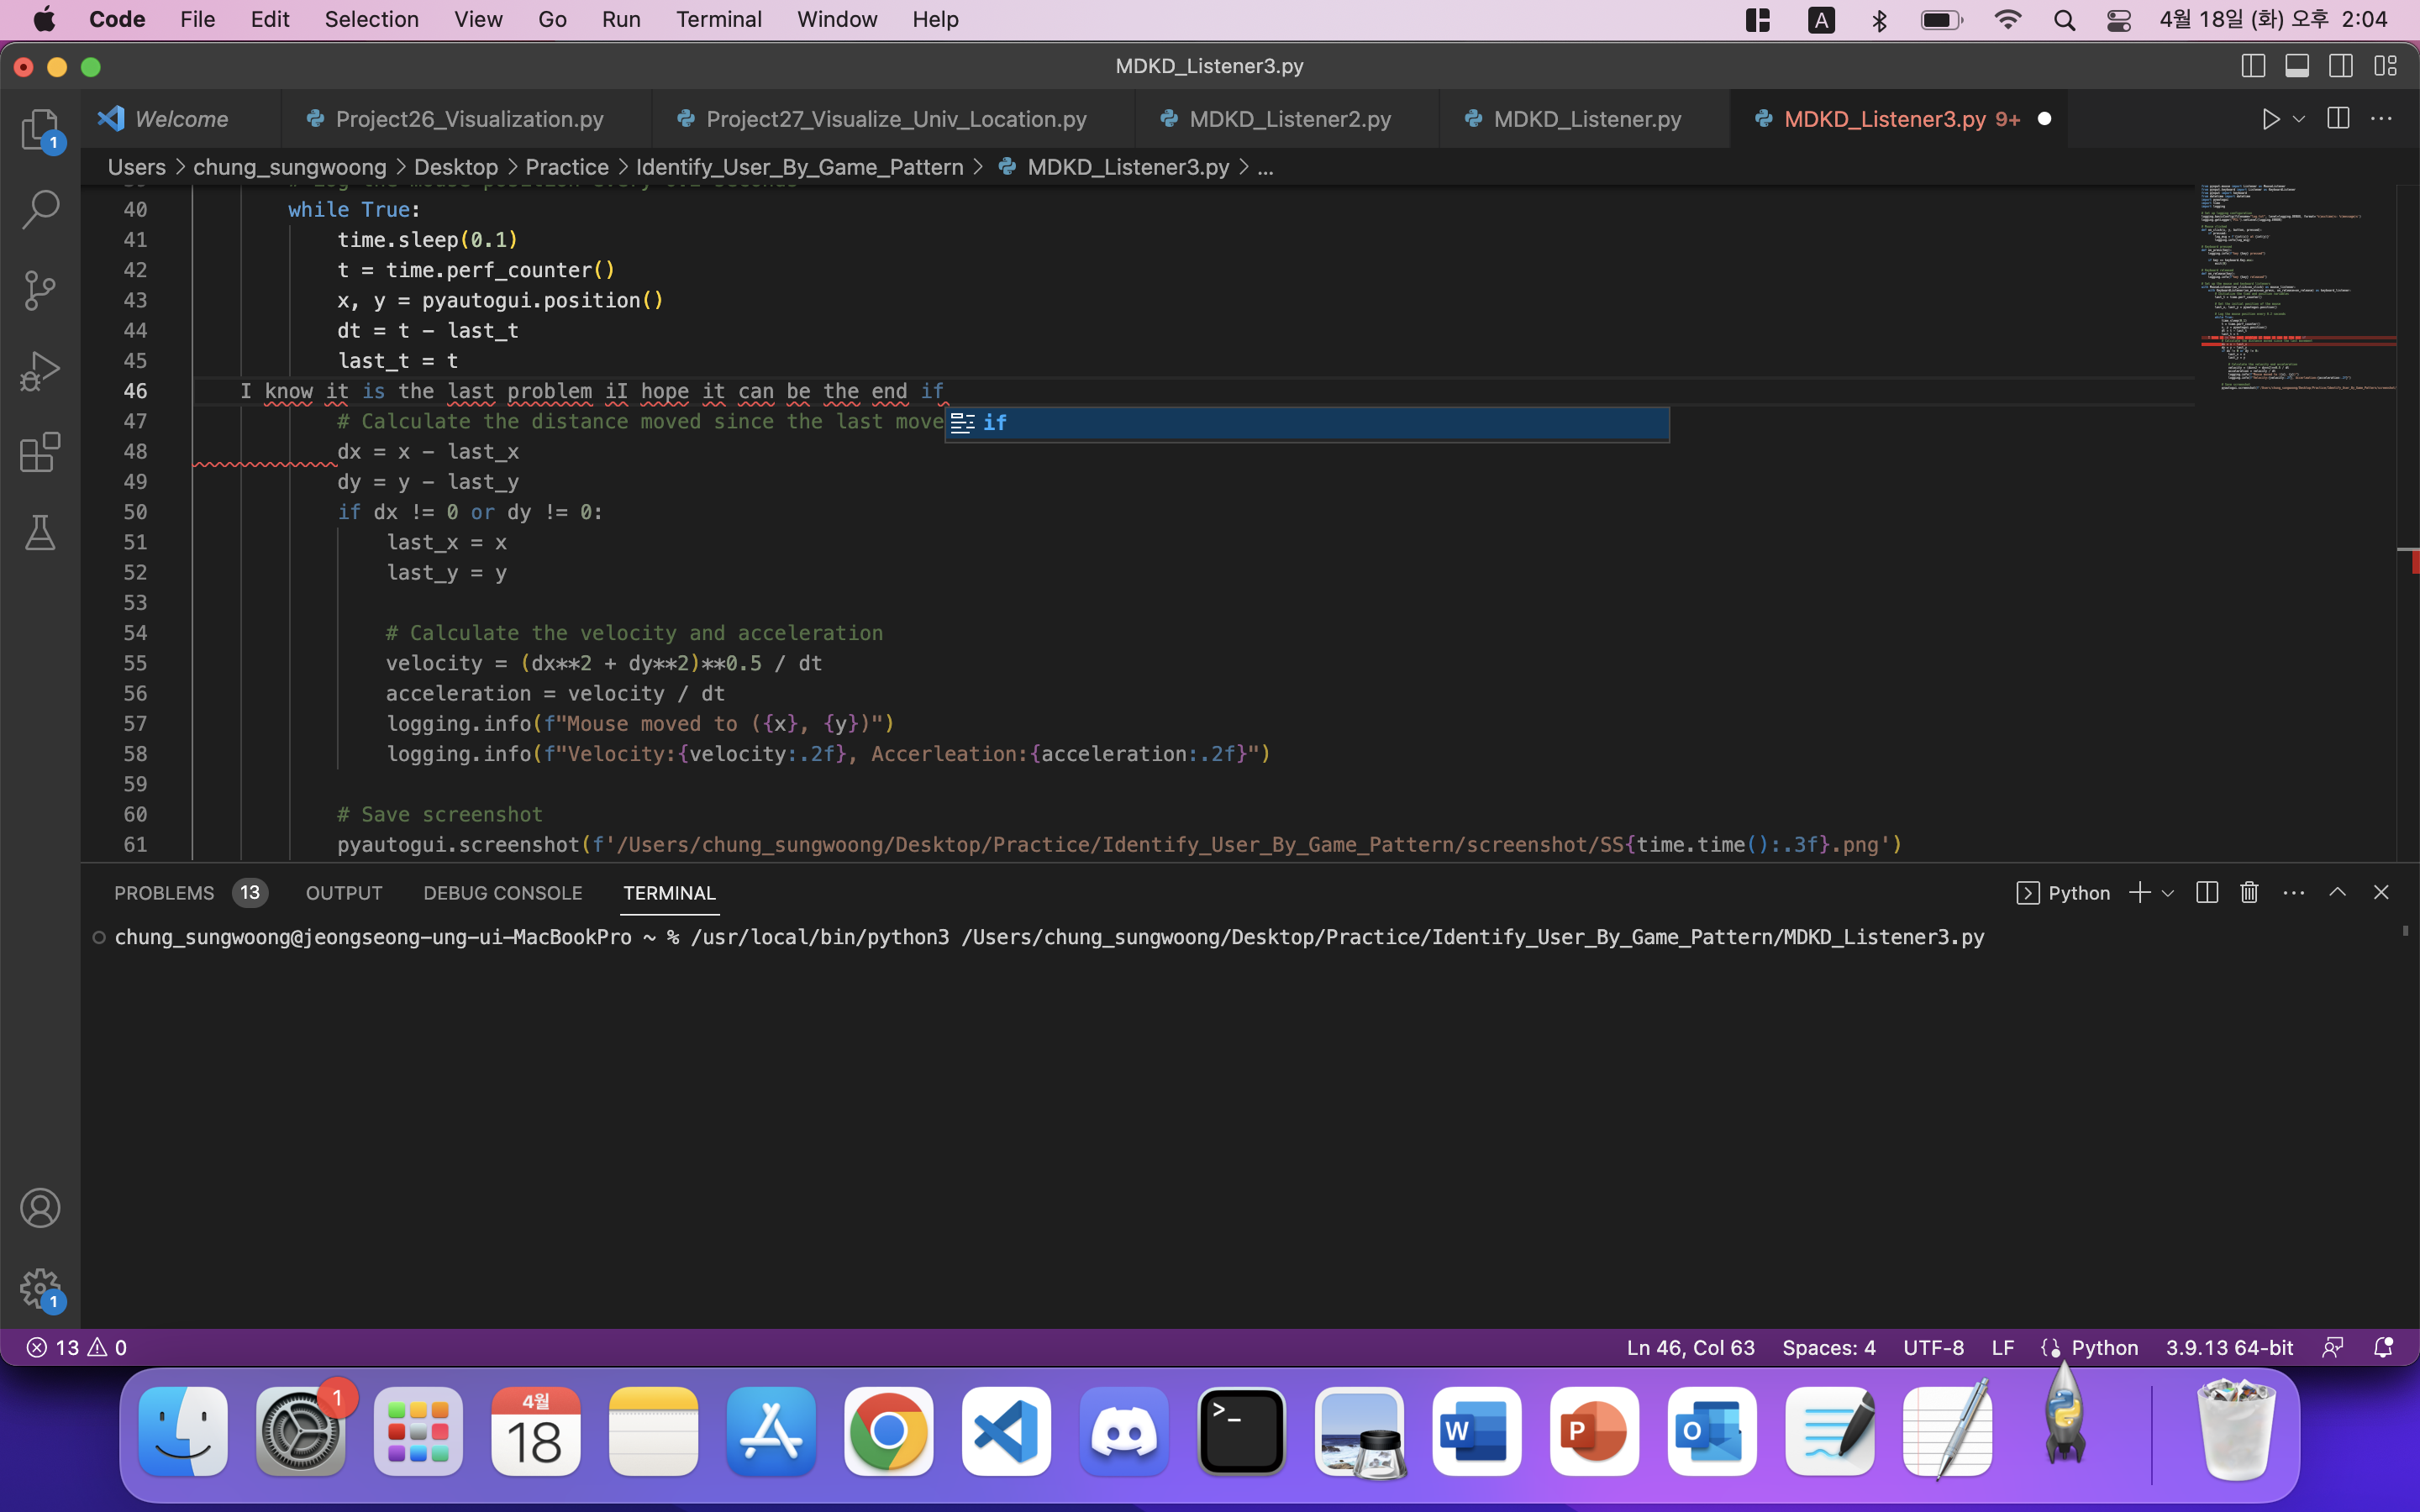 Code File Edit Selection View Go Run Terminal Window Help A 4월 18일 (화) 오후 2:04
MDKD_Listener3.py
Welcome Project26_Visualization.py Project27_Visualize_Univ_Location.py MDKD_Listener2.py MDKD_Listener.py MDKD_Listener3.py 9+
1
Users > chung_sungwoong > Desktop > Practice > Identify_User_By_Game_Pattern > MDKD_Listener3.py > ...
40 while True:
41 time.sleep(0.1)
42 t = time.perf_counter()
43 x, y = pyautogui.position()
44 dt = t - last_t
45 last_t = t
46 I know it is the last problem iI hope it can be the end if
if
47 # Calculate the distance moved since the last move
48 dx = x - last_x
49 dy = y - last_y
50 if dx != 0 or dy != 0:
51 last_x = x
52 last_y = y
53
54 # Calculate the velocity and acceleration
55 velocity = (dx**2 + dy**2)**0.5 / dt
56 acceleration = velocity / dt
57 logging.info(f"Mouse moved to ({x}, {y})")
58 logging.info(f"Velocity:{velocity:.2f}, Accerleation:{acceleration:.2f}")
59
60 # Save screenshot
61 pyautogui.screenshot(f'/Users/chung_sungwoong/Desktop/Practice/Identify_User_By_Game_Pattern/screenshot/SS{time.time():.3f}.png')
PROBLEMS 13 OUTPUT DEBUG CONSOLE TERMINAL Python
chung_sungwoong@jeongseong-ung-ui-MacBookPro ~ % /usr/local/bin/python3 /Users/chung_sungwoong/Desktop/Practice/Identify_User_By_Game_Pattern/MDKD_Listener3.py
1
13 0 Ln 46, Col 63 Spaces: 4 UTF-8 LF Python 3.9.13 64-bit
1
4월
18
>_
W
P
O